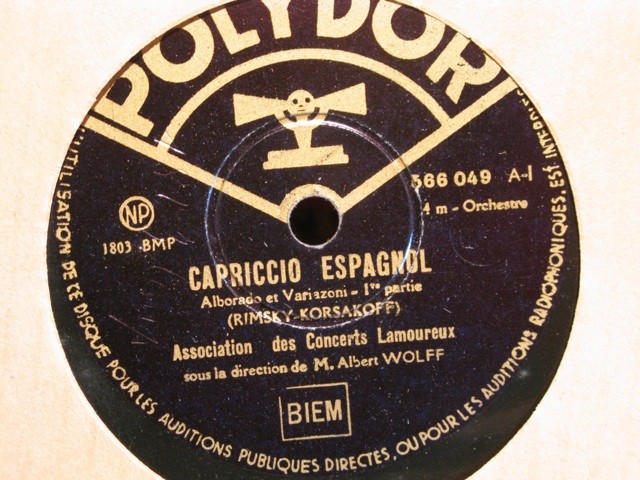 POLYDOR
566 049 A-I
4 m - Orchestre
NP
1803 BMP
CAPRICCIO ESPAGNOL
Alborado et Variazoni - 1re partie
(RIMSKY-KORSAKOFF)
Association des Concerts Lamoureux
sous la direction de M. Albert WOLFF
BIEM
L'UTILISATION DE CE DISQUE POUR LES AUDITIONS PUBLIQUES DIRECTES, OU POUR LES AUDITIONS RADIOPHONIQUES, EST